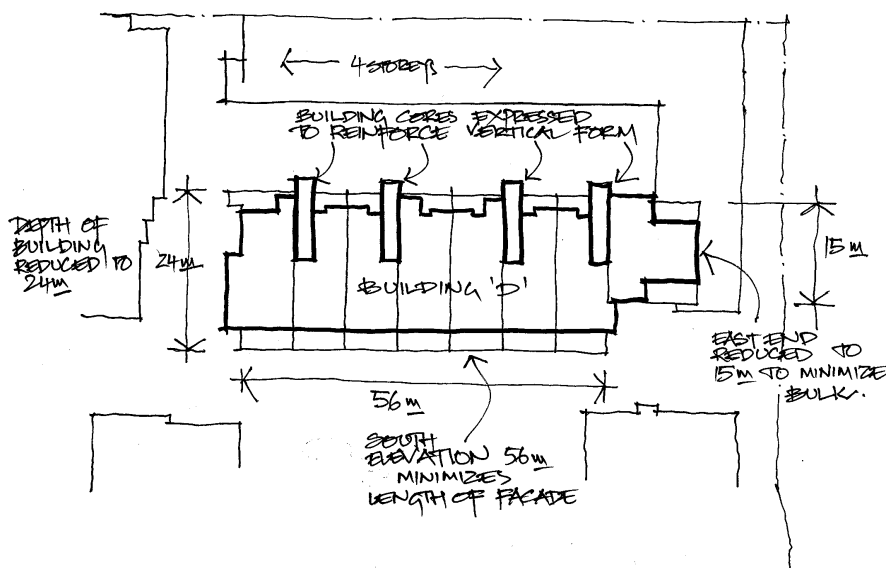 4 STOREYS
BUILDING CORES EXPRESSED
TO REINFORCE VERTICAL FORM
DEPTH OF
BUILDING
REDUCED TO
24m
24m
15m
BUILDING 'D'
EAST END
REDUCED TO
15m TO MINIMIZE
BULK.
56m
SOUTH
ELEVATION 56m
MINIMIZES
LENGTH OF FACADE